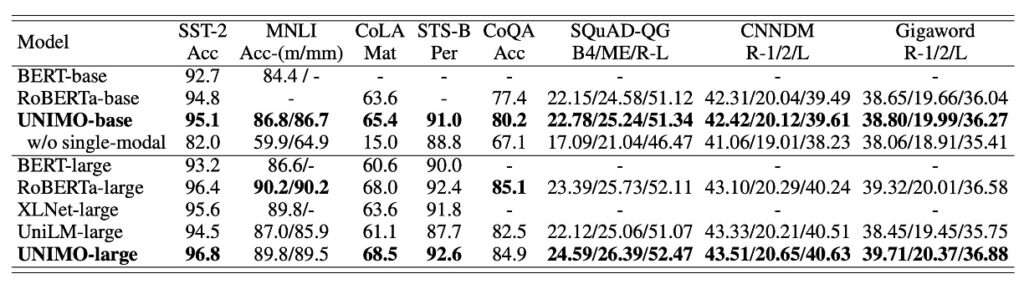 Model SST-2 MNLI CoLA STS-B CoQA SQuAD-QG CNNDM Gigaword
Acc Acc-(m/mm) Mat Per Acc B4/ME/R-L R-1/2/L R-1/2/L
BERT-base 92.7 84.4 / - - - - - - -
RoBERTa-base 94.8 - 63.6 - 77.4 22.15/24.58/51.12 42.31/20.04/39.49 38.65/19.66/36.04
UNIMO-base 95.1 86.8/86.7 65.4 91.0 80.2 22.78/25.24/51.34 42.42/20.12/39.61 38.80/19.99/36.27
w/o single-modal 82.0 59.9/64.9 15.0 88.8 67.1 17.09/21.04/46.47 41.06/19.01/38.23 38.06/18.91/35.41
BERT-large 93.2 86.6/- 60.6 90.0 - - - -
RoBERTa-large 96.4 90.2/90.2 68.0 92.4 85.1 23.39/25.73/52.11 43.10/20.29/40.24 39.32/20.01/36.58
XLNet-large 95.6 89.8/- 63.6 91.8 - - - -
UniLM-large 94.5 87.0/85.9 61.1 87.7 82.5 22.12/25.06/51.07 43.33/20.21/40.51 38.45/19.45/35.75
UNIMO-large 96.8 89.8/89.5 68.5 92.6 84.9 24.59/26.39/52.47 43.51/20.65/40.63 39.71/20.37/36.88